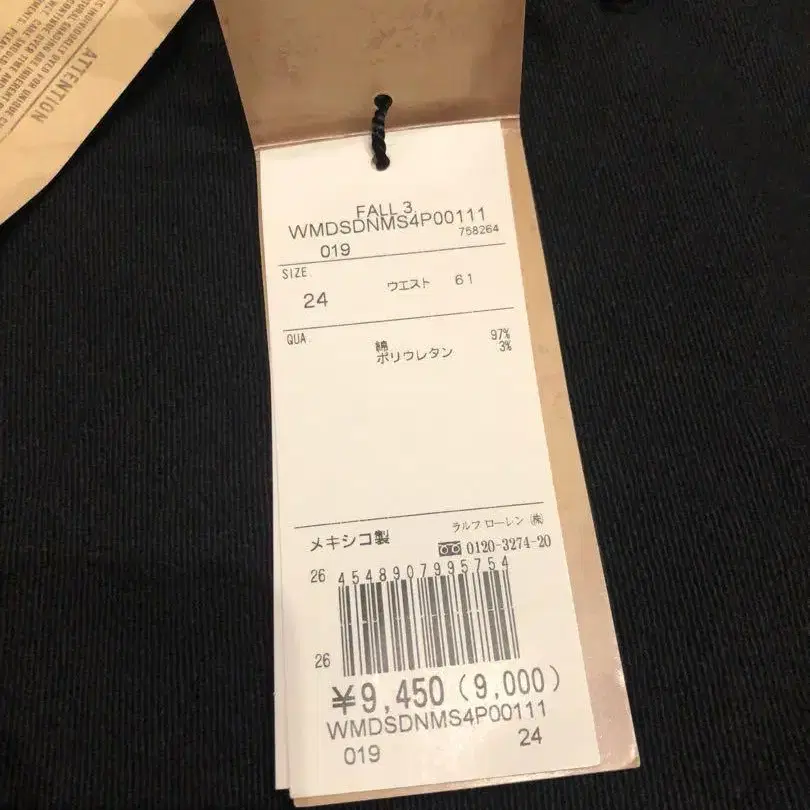 ATTENTION
FALL 3.
WMDSDNMS4P00111
019 758264
SIZE
24 ウエスト 61
QUA 綿 97%
ポリウレタン 3%
ラルフ ローレン ㈱
メキシコ製 0120-3274-20
26 4548907995754
26
¥9,450 (9,000)
WMDSDNMS4P00111
019 24